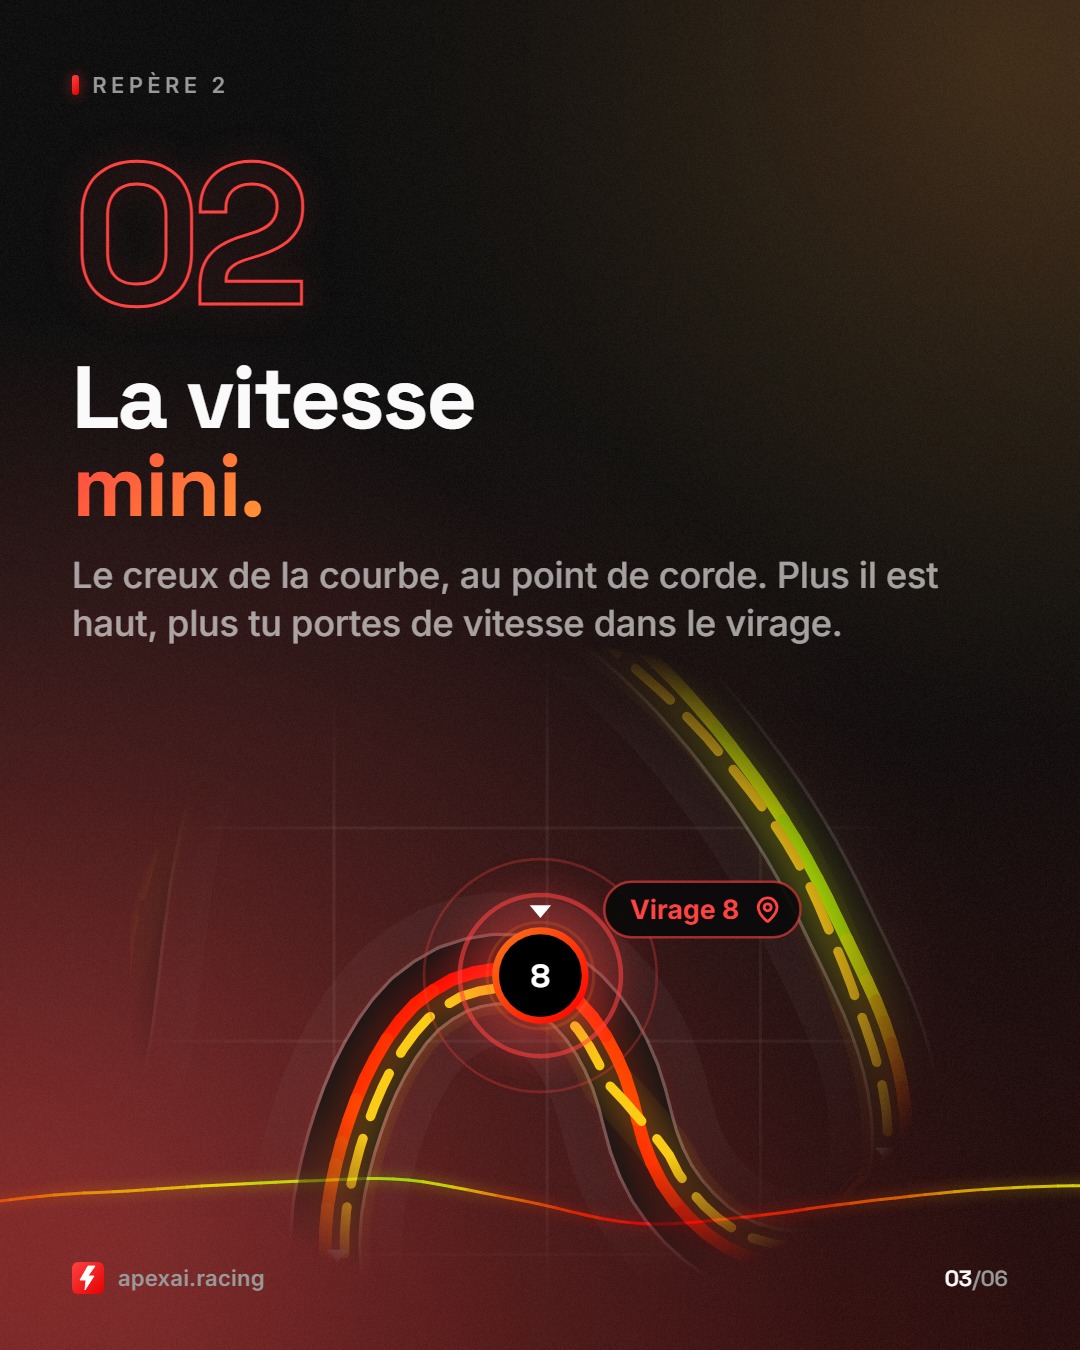 REPÈRE 2
02
La vitesse
mini.
Le creux de la courbe, au point de corde. Plus il est
haut, plus tu portes de vitesse dans le virage.
Virage 8
8
apexai.racing
03/06